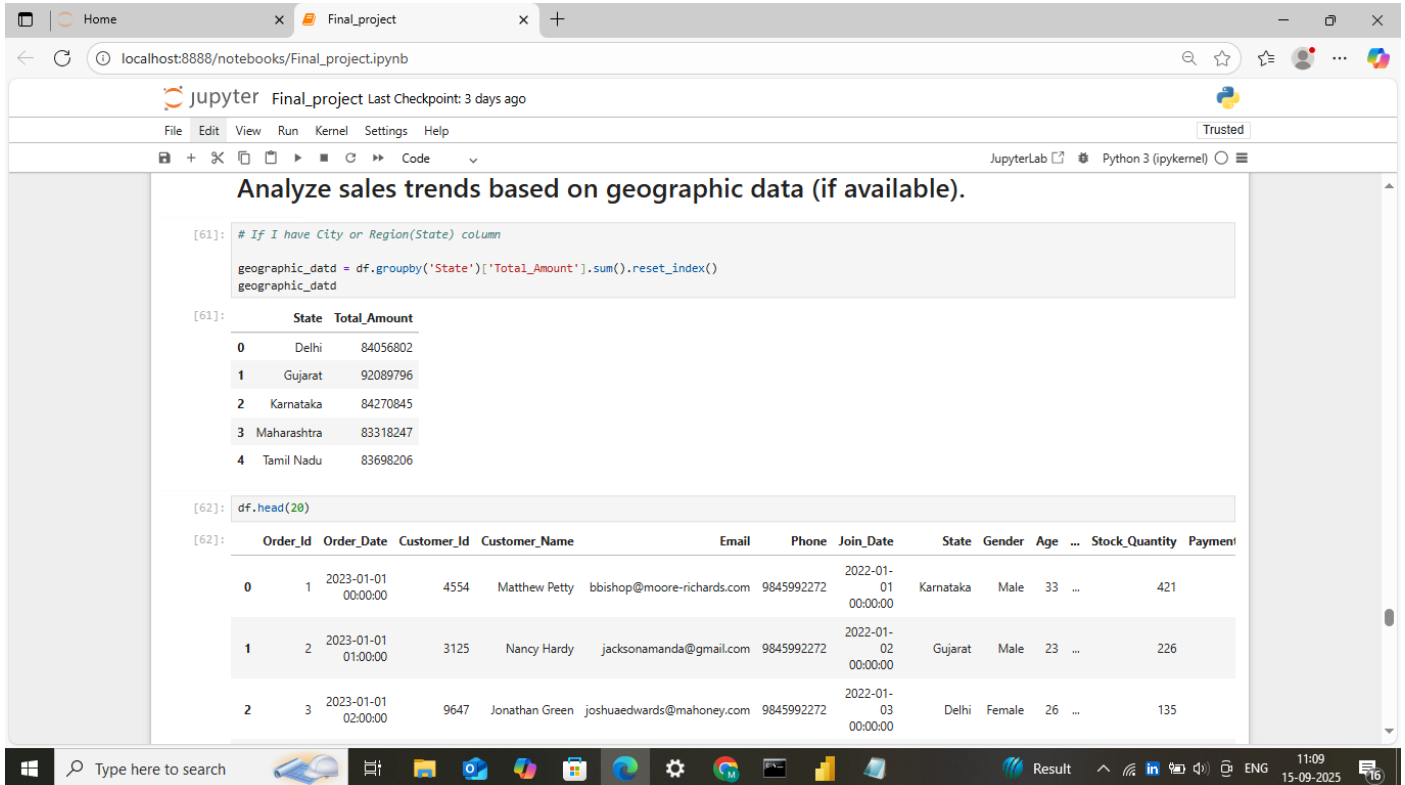 Home
Final_project
localhost:8888/notebooks/Final_project.ipynb
jupyter Final_project Last Checkpoint: 3 days ago
File Edit View Run Kernel Settings Help
Trusted
Code
JupyterLab
Python 3 (ipykernel)
Analyze sales trends based on geographic data (if available).
[61]: # If I have City or Region(State) column
geographic_datd = df.groupby('State')['Total_Amount'].sum().reset_index()
geographic_datd
[61]: State Total_Amount
0 Delhi 84056802
1 Gujarat 92089796
2 Karnataka 84270845
3 Maharashtra 83318247
4 Tamil Nadu 83698206
[62]: df.head(20)
[62]: Order_Id Order_Date Customer_Id Customer_Name Email Phone Join_Date State Gender Age ... Stock_Quantity Payment
2022-01-
0 1 2023-01-01 4554 Matthew Petty bbishop@moore-richards.com 9845992272 01 Karnataka Male 33 ... 421
00:00:00 00:00:00
2022-01-
1 2 2023-01-01 3125 Nancy Hardy jacksonamanda@gmail.com 9845992272 02 Gujarat Male 23 ... 226
01:00:00 00:00:00
2022-01-
2 3 2023-01-01 9647 Jonathan Green joshuaedwards@mahoney.com 9845992272 03 Delhi Female 26 ... 135
02:00:00 00:00:00
Type here to search
Result
ENG
11:09
15-09-2025
16